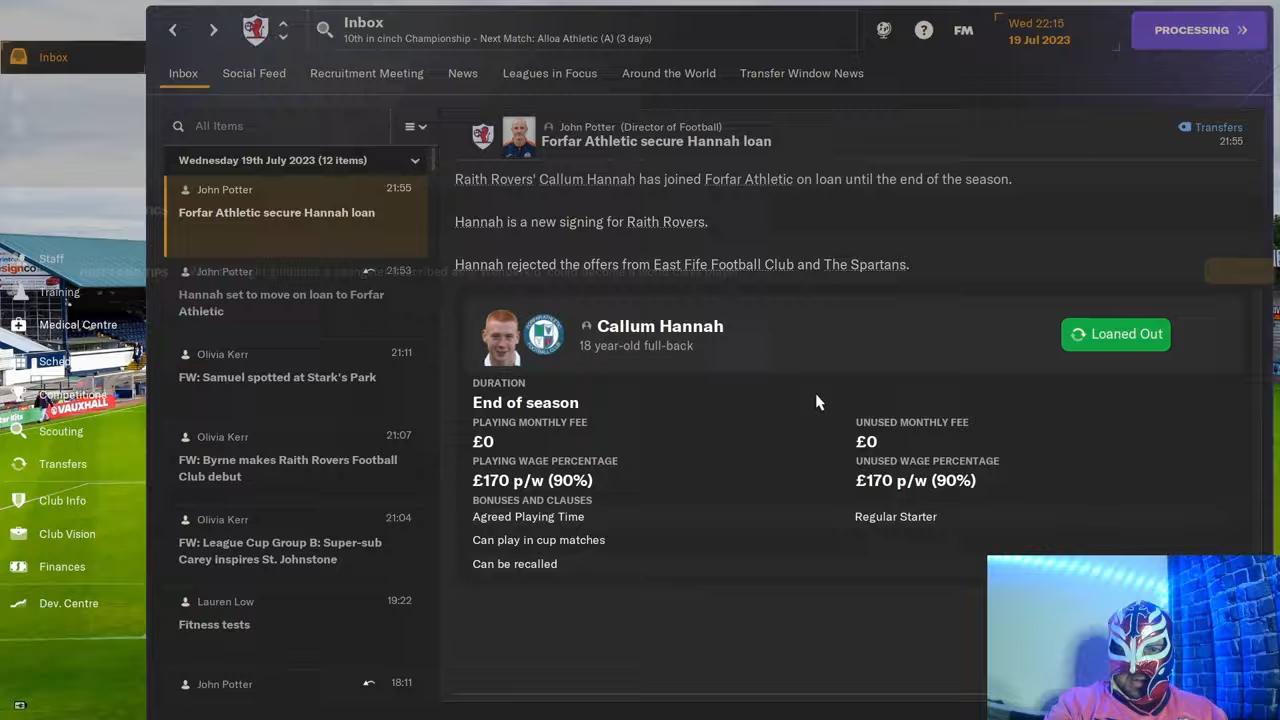 Inbox
10th in cinch Championship - Next Match: Alloa Athletic (A) (3 days)
FM
Wed 22:15
19 Jul 2023
PROCESSING
Inbox
Inbox
Social Feed
Recruitment Meeting
News
Leagues in Focus
Around the World
Transfer Window News
All Items
Wednesday 19th July 2023 (12 items)
John Potter
21:55
Forfar Athletic secure Hannah loan
John Potter
21:53
Hannah set to move on loan to Forfar
Athletic
Olivia Kerr
21:11
FW: Samuel spotted at Stark's Park
Olivia Kerr
21:07
FW: Byrne makes Raith Rovers Football
Club debut
Olivia Kerr
21:04
FW: League Cup Group B: Super-sub
Carey inspires St. Johnstone
Lauren Low
19:22
Fitness tests
John Potter
18:11
Staff
Training
Medical Centre
Sched
Competitions
Scouting
Transfers
Club Info
Club Vision
Finances
Dev. Centre
VAUXHALL
John Potter (Director of Football)
Forfar Athletic secure Hannah loan
Transfers
21:55
Raith Rovers' Callum Hannah has joined Forfar Athletic on loan until the end of the season.
Hannah is a new signing for Raith Rovers.
Hannah rejected the offers from East Fife Football Club and The Spartans.
Callum Hannah
18 year-old full-back
Loaned Out
DURATION
End of season
PLAYING MONTHLY FEE
£0
UNUSED MONTHLY FEE
£0
PLAYING WAGE PERCENTAGE
£170 p/w (90%)
UNUSED WAGE PERCENTAGE
£170 p/w (90%)
BONUSES AND CLAUSES
Agreed Playing Time
Regular Starter
Can play in cup matches
Can be recalled